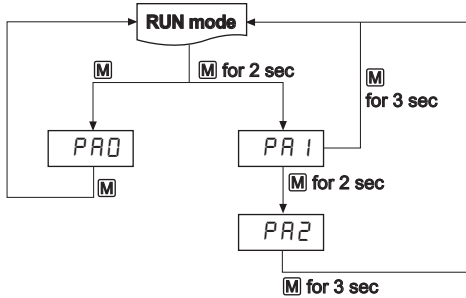 RUN mode
M
M for 2 sec
M
for 3 sec
PA0
PA1
M
M for 2 sec
PA2
M for 3 sec